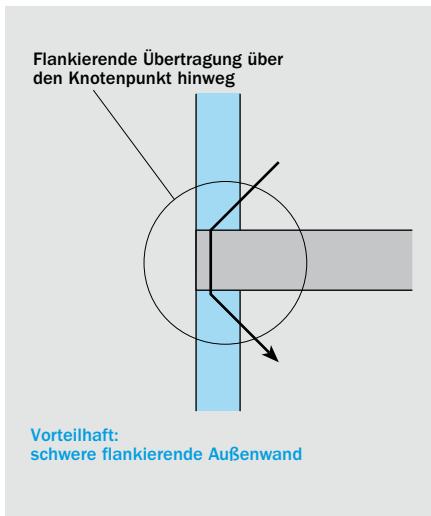 Flankierende Übertragung über
den Knotenpunkt hinweg
Vorteilhaft:
schwere flankierende Außenwand